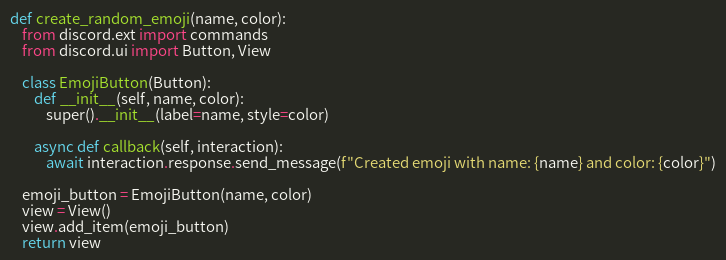 def create_random_emoji(name, color):
    from discord.ext import commands
    from discord.ui import Button, View

    class EmojiButton(Button):
        def __init__(self, name, color):
            super().__init__(label=name, style=color)

        async def callback(self, interaction):
            await interaction.response.send_message(f"Created emoji with name: {name} and color: {color}")

    emoji_button = EmojiButton(name, color)
    view = View()
    view.add_item(emoji_button)
    return view